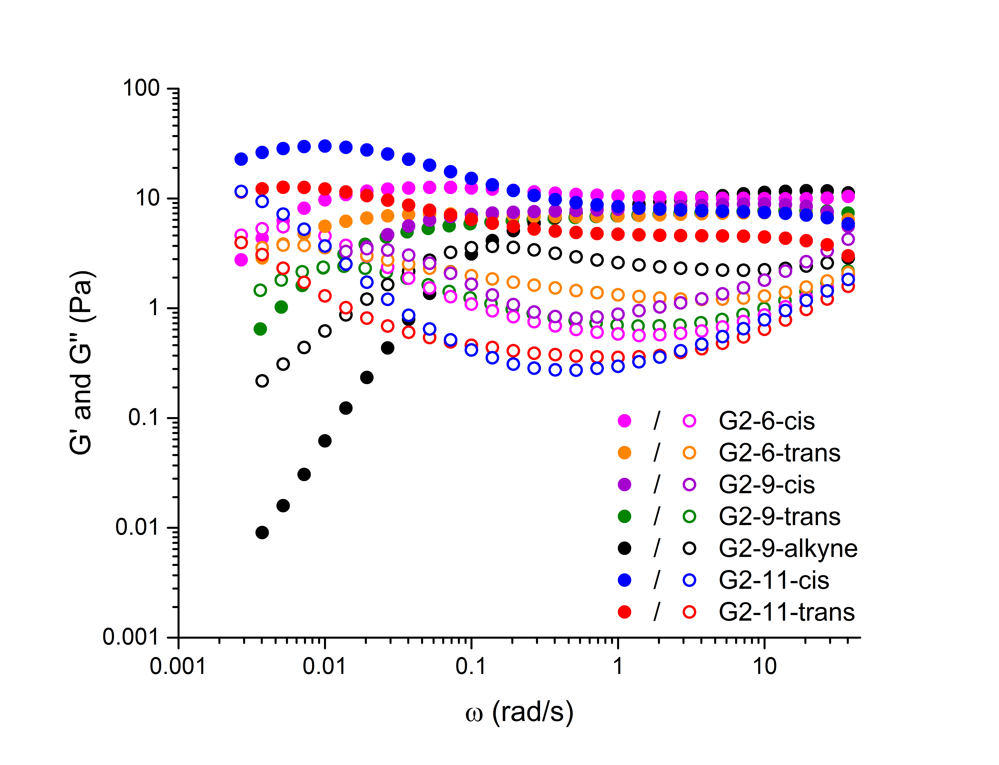 100
10
1
0.1
0.01
0.001
G' and G" (Pa)
0.001
0.01
0.1
1
10
ω (rad/s)
/ G2-6-cis
/ G2-6-trans
/ G2-9-cis
/ G2-9-trans
/ G2-9-alkyne
/ G2-11-cis
/ G2-11-trans